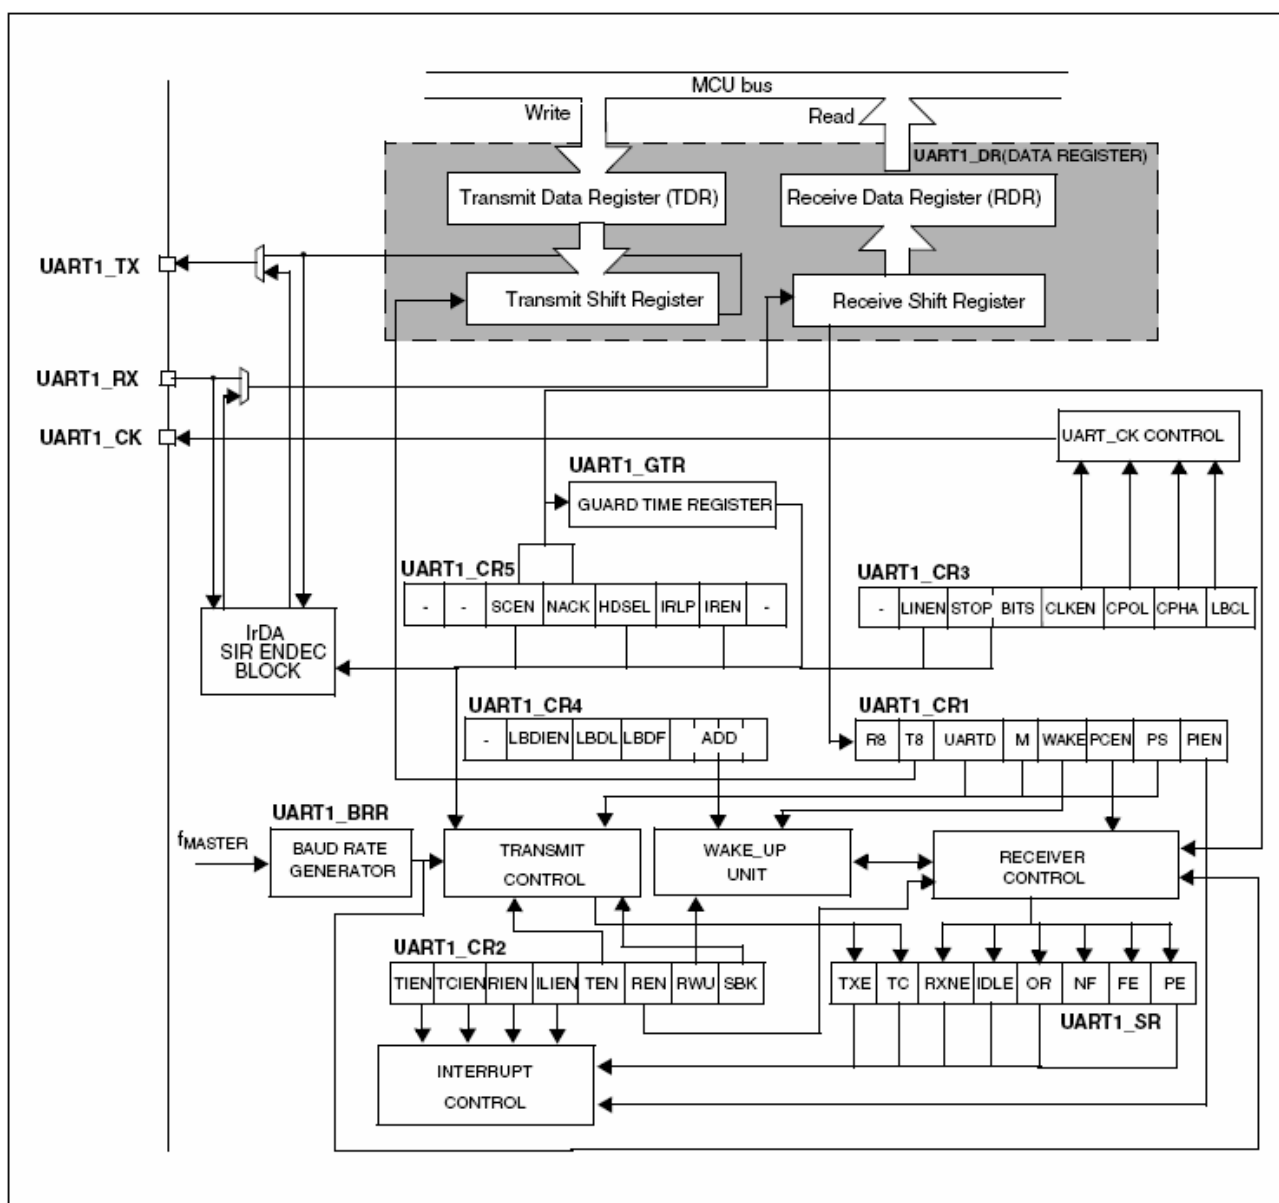 MCU bus
Write
Read
UART1_DR(DATA REGISTER)
Transmit Data Register (TDR)
Receive Data Register (RDR)
UART1_TX
Transmit Shift Register
Receive Shift Register
UART1_RX
UART1_CK
UART_CK CONTROL
UART1_GTR
GUARD TIME REGISTER
UART1_CR5
- - SCEN NACK HDSEL IRLP IREN -
UART1_CR3
- LINEN STOP BITS CLKEN CPOL CPHA LBCL
IrDA
SIR ENDEC
BLOCK
UART1_CR4
- LBDIEN LBDL LBDF ADD
UART1_CR1
R8 T8 UARTD M WAKE PCEN PS PIEN
UART1_BRR
fMASTER
BAUD RATE
GENERATOR
TRANSMIT
CONTROL
WAKE_UP
UNIT
RECEIVER
CONTROL
UART1_CR2
TIEN TCIEN RIEN ILIEN TEN REN RWU SBK
TXE TC RXNE IDLE OR NF FE PE
UART1_SR
INTERRUPT
CONTROL